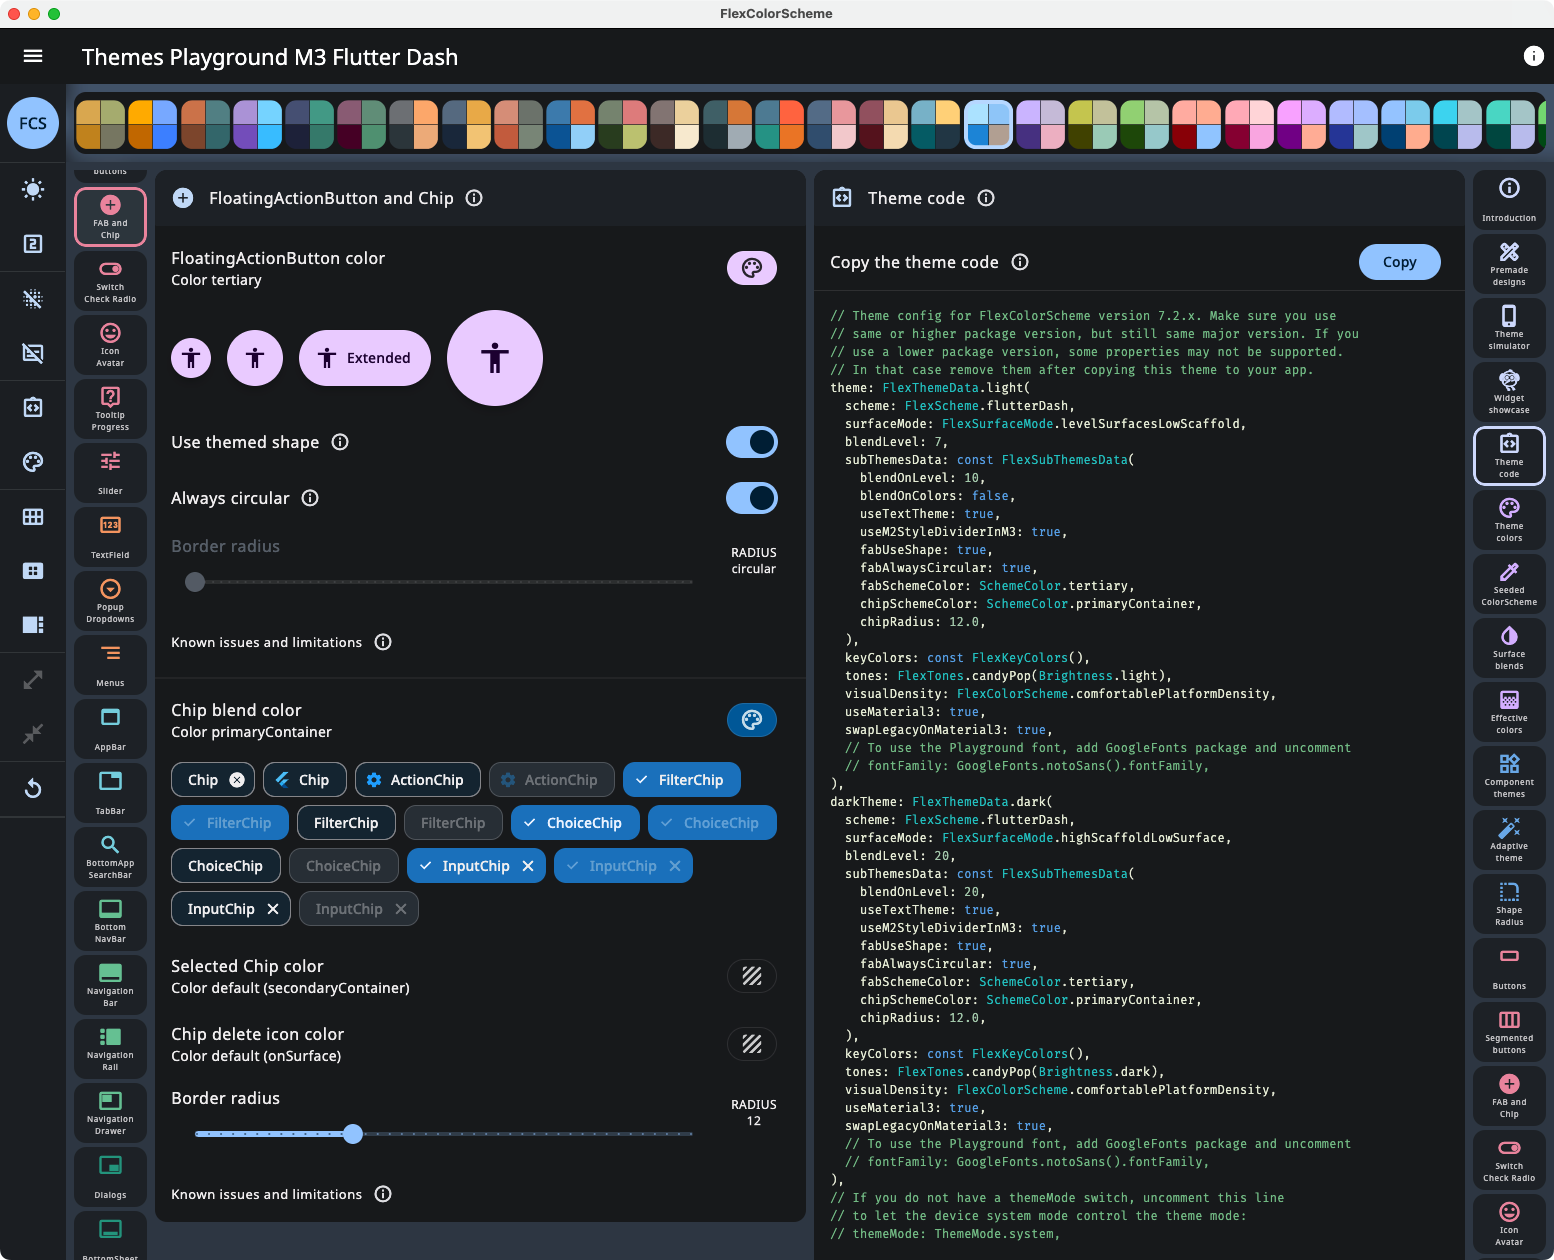 FlexColorScheme
Themes Playground M3 Flutter Dash
FCS
buttons
FAB and
Chip
Switch
Check Radio
Icon
Avatar
Tooltip
Progress
Slider
123
TextField
Popup
Dropdowns
Menus
AppBar
TabBar
BottomApp
SearchBar
Bottom
NavBar
Navigation
Bar
Navigation
Rail
Navigation
Drawer
Dialogs
BottomSheet
FloatingActionButton and Chip
FloatingActionButton color
Color tertiary
Extended
Use themed shape
Always circular
Border radius
RADIUS
circular
Known issues and limitations
Chip blend color
Color primaryContainer
Chip Chip ActionChip ActionChip FilterChip
FilterChip FilterChip FilterChip ChoiceChip ChoiceChip
ChoiceChip ChoiceChip InputChip InputChip
InputChip InputChip
Selected Chip color
Color default (secondaryContainer)
Chip delete icon color
Color default (onSurface)
Border radius
RADIUS
12
Known issues and limitations
Theme code
Copy the theme code
Copy
// Theme config for FlexColorScheme version 7.2.x. Make sure you use
// same or higher package version, but still same major version. If you
// use a lower package version, some properties may not be supported.
// In that case remove them after copying this theme to your app.
theme: FlexThemeData.light(
  scheme: FlexScheme.flutterDash,
  surfaceMode: FlexSurfaceMode.levelSurfacesLowScaffold,
  blendLevel: 7,
  subThemesData: const FlexSubThemesData(
    blendOnLevel: 10,
    blendOnColors: false,
    useTextTheme: true,
    useM2StyleDividerInM3: true,
    fabUseShape: true,
    fabAlwaysCircular: true,
    fabSchemeColor: SchemeColor.tertiary,
    chipSchemeColor: SchemeColor.primaryContainer,
    chipRadius: 12.0,
  ),
  keyColors: const FlexKeyColors(),
  tones: FlexTones.candyPop(Brightness.light),
  visualDensity: FlexColorScheme.comfortablePlatformDensity,
  useMaterial3: true,
  swapLegacyOnMaterial3: true,
  // To use the Playground font, add GoogleFonts package and uncomment
  // fontFamily: GoogleFonts.notoSans().fontFamily,
),
darkTheme: FlexThemeData.dark(
  scheme: FlexScheme.flutterDash,
  surfaceMode: FlexSurfaceMode.highScaffoldLowSurface,
  blendLevel: 20,
  subThemesData: const FlexSubThemesData(
    blendOnLevel: 20,
    useTextTheme: true,
    useM2StyleDividerInM3: true,
    fabUseShape: true,
    fabAlwaysCircular: true,
    fabSchemeColor: SchemeColor.tertiary,
    chipSchemeColor: SchemeColor.primaryContainer,
    chipRadius: 12.0,
  ),
  keyColors: const FlexKeyColors(),
  tones: FlexTones.candyPop(Brightness.dark),
  visualDensity: FlexColorScheme.comfortablePlatformDensity,
  useMaterial3: true,
  swapLegacyOnMaterial3: true,
  // To use the Playground font, add GoogleFonts package and uncomment
  // fontFamily: GoogleFonts.notoSans().fontFamily,
),
// If you do not have a themeMode switch, uncomment this line
// to let the device system mode control the theme mode:
// themeMode: ThemeMode.system,
Introduction
Premade
designs
Theme
simulator
Widget
showcase
Theme
code
Theme
colors
Seeded
ColorScheme
Surface
blends
Effective
colors
Component
themes
Adaptive
theme
Shape
Radius
Buttons
Segmented
buttons
FAB and
Chip
Switch
Check Radio
Icon
Avatar